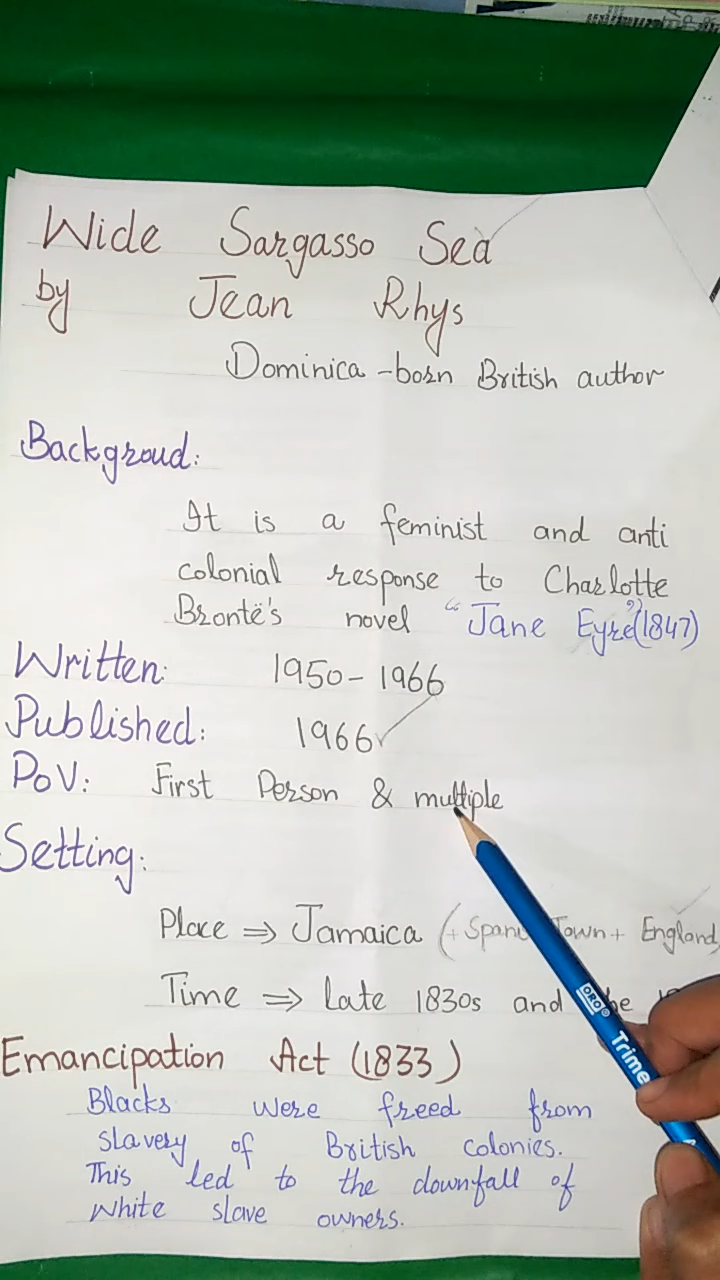 Wide Sargasso Sea
by Jean Rhys
Dominica-born British author
Backgroud:
It is a feminist and anti
colonial response to Charlotte
Brontë's novel "Jane Eyre"(1847)
Written: 1950-1966
Published: 1966✓
PoV: First Person & multiple
Setting:
Place ⇒ Jamaica (+ Town + England
Time ⇒ Late 1830s and
Emancipation Act (1833)
Blacks were freed from
slavery of British colonies.
This led to the downfall of
White slave owners.
ORO® Trime